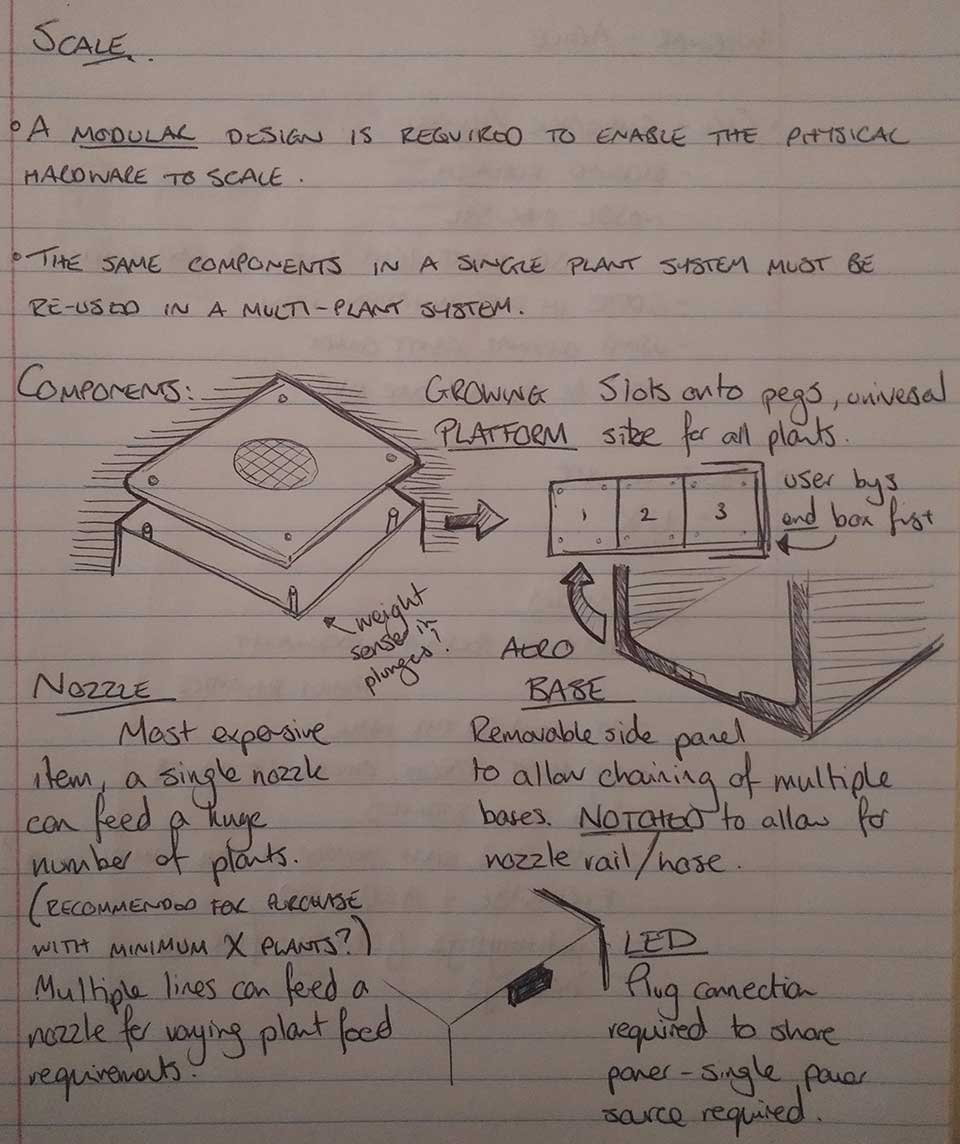 SCALE.
• A MODULAR DESIGN IS REQUIRED TO ENABLE THE PHYSICAL
HARDWARE TO SCALE.
• THE SAME COMPONENTS IN A SINGLE PLANT SYSTEM MUST BE
RE-USED IN A MULTI-PLANT SYSTEM.
COMPONENTS:
GROWING
PLATFORM
Slots onto pegs, universal
size for all plants.
1 2 3
user buys
end box first
weight
sense in
plunges?
NOZZLE
Most expensive
item, a single nozzle
can feed a huge
number of plants.
(RECOMMENDED FOR PURCHASE
WITH MINIMUM X PLANTS?)
Multiple lines can feed a
nozzle for varying plant food
requirements.
AERO
BASE
Removable side panel
to allow chaining of multiple
bases. NOTCHED to allow for
nozzle rail/hose.
LED
Plug connection
required to share
power - single power
source required.